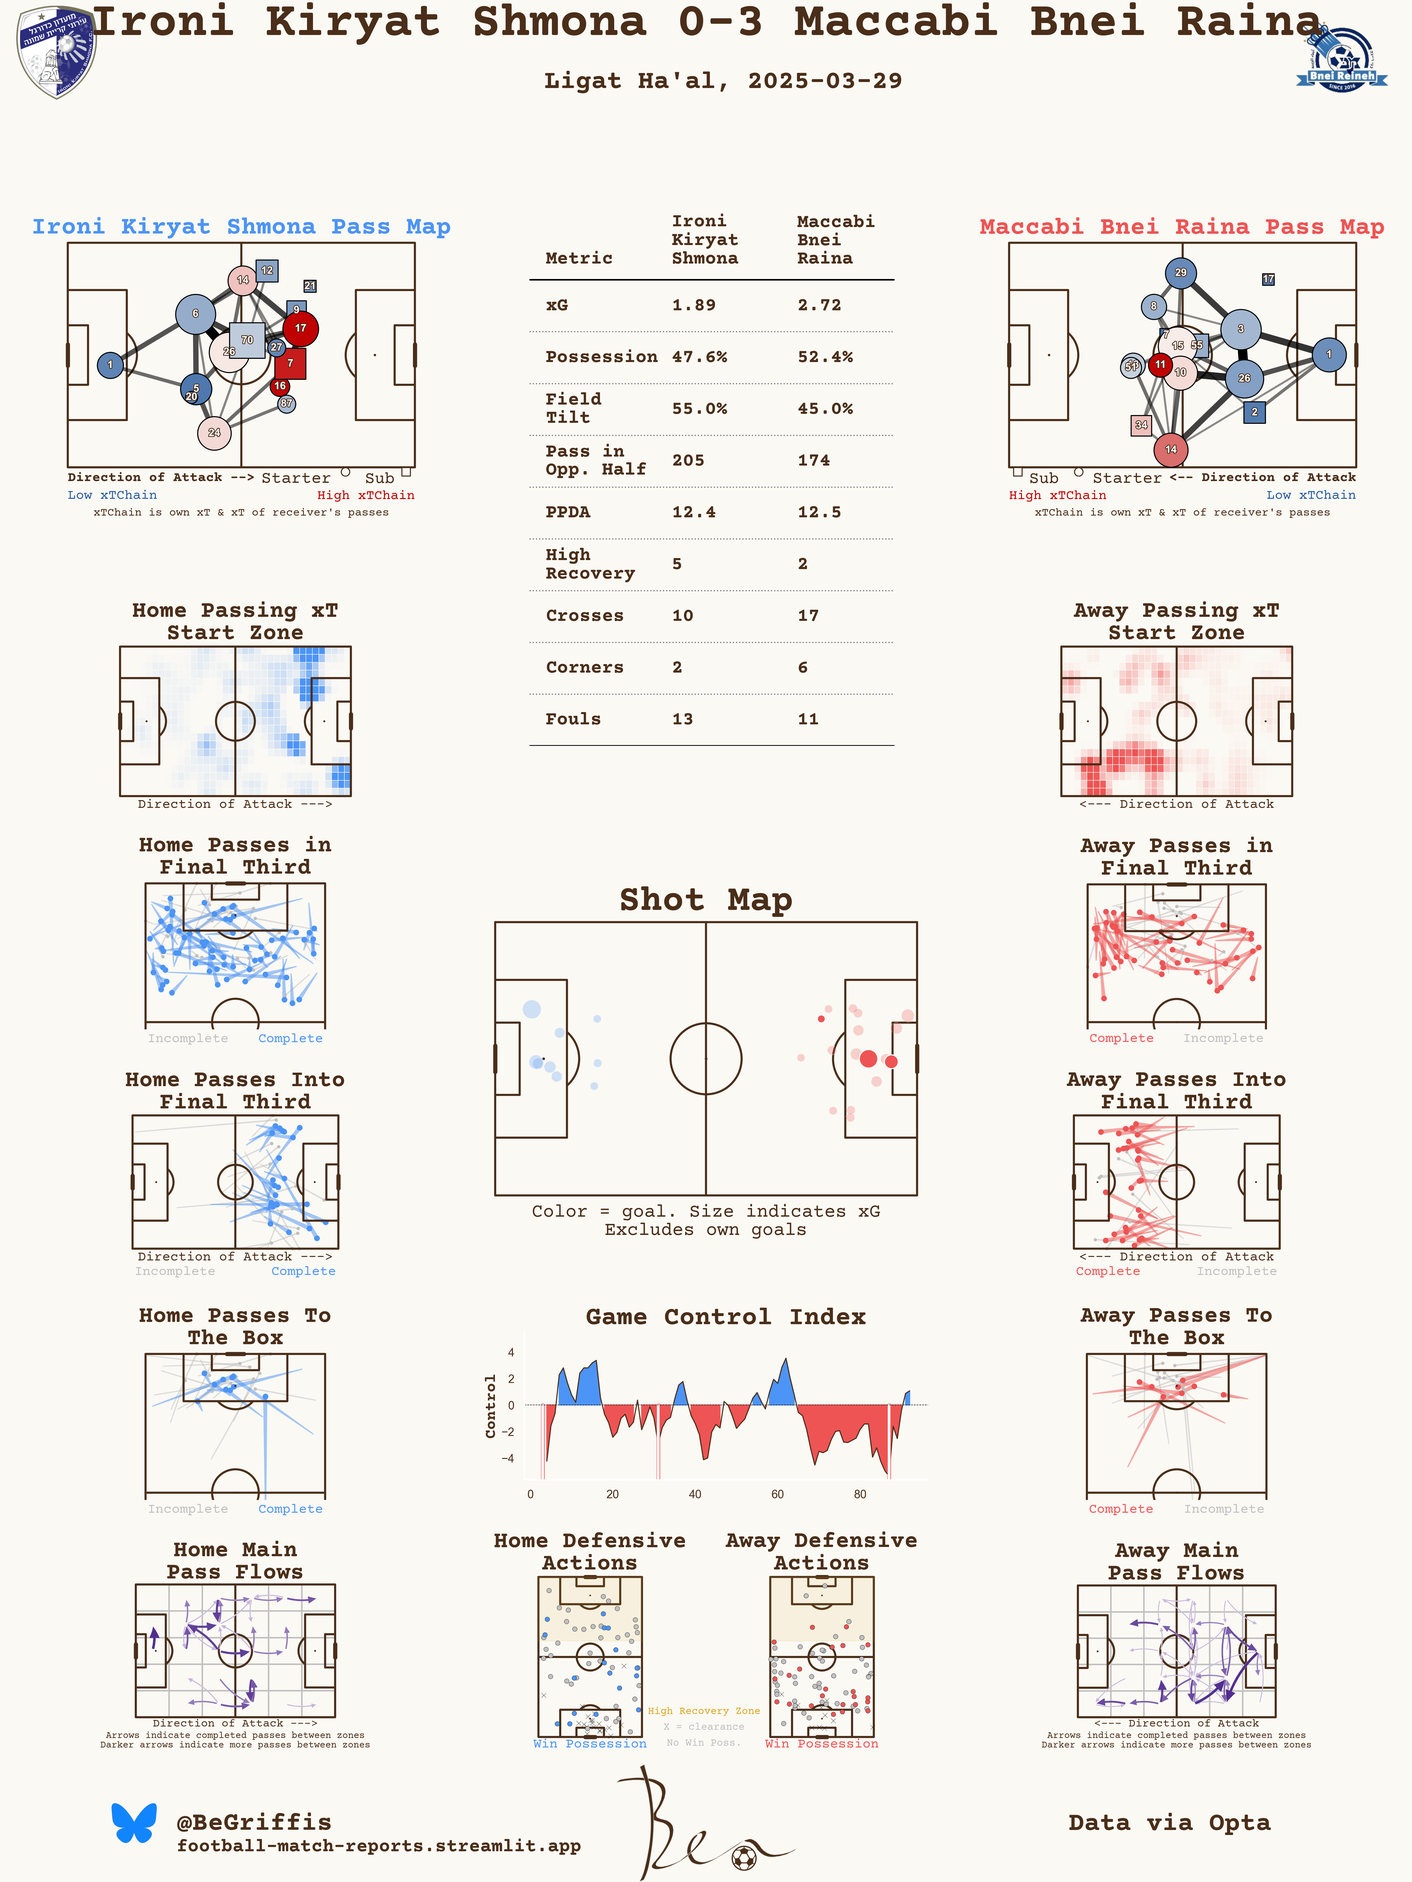 Ironi Kiryat Shmona 0-3 Maccabi Bnei Raina
Ligat Ha'al, 2025-03-29
Bnei Reineh
SINCE 2016
Ironi Kiryat Shmona Pass Map
12
14
21
6
9
17
70
26
27
7
1
16
5
20
87
24
Direction of Attack --> Starter Sub
Low xTChain High xTChain
xTChain is own xT & xT of receiver's passes
Metric Ironi Kiryat Shmona Maccabi Bnei Raina
xG 1.89 2.72
Possession 47.6% 52.4%
Field Tilt 55.0% 45.0%
Pass in Opp. Half 205 174
PPDA 12.4 12.5
High Recovery 5 2
Crosses 10 17
Corners 2 6
Fouls 13 11
Maccabi Bnei Raina Pass Map
29
17
8
3
7
15
55
1
51
11
10
26
2
34
14
Sub Starter <-- Direction of Attack
High xTChain Low xTChain
xTChain is own xT & xT of receiver's passes
Home Passing xT
Start Zone
Direction of Attack --->
Away Passing xT
Start Zone
<--- Direction of Attack
Home Passes in
Final Third
Incomplete Complete
Shot Map
Color = goal. Size indicates xG
Excludes own goals
Away Passes in
Final Third
Complete Incomplete
Home Passes Into
Final Third
Direction of Attack --->
Incomplete Complete
Away Passes Into
Final Third
<--- Direction of Attack
Complete Incomplete
Home Passes To
The Box
Incomplete Complete
Game Control Index
Control
4
2
0
−2
−4
0 20 40 60 80
Away Passes To
The Box
Complete Incomplete
Home Main
Pass Flows
Direction of Attack --->
Arrows indicate completed passes between zones
Darker arrows indicate more passes between zones
Home Defensive
Actions
Win Possession
Away Defensive
Actions
Win Possession
High Recovery Zone
X = clearance
No Win Poss.
Away Main
Pass Flows
<--- Direction of Attack
Arrows indicate completed passes between zones
Darker arrows indicate more passes between zones
@BeGriffis
football-match-reports.streamlit.app
Ben
Data via Opta